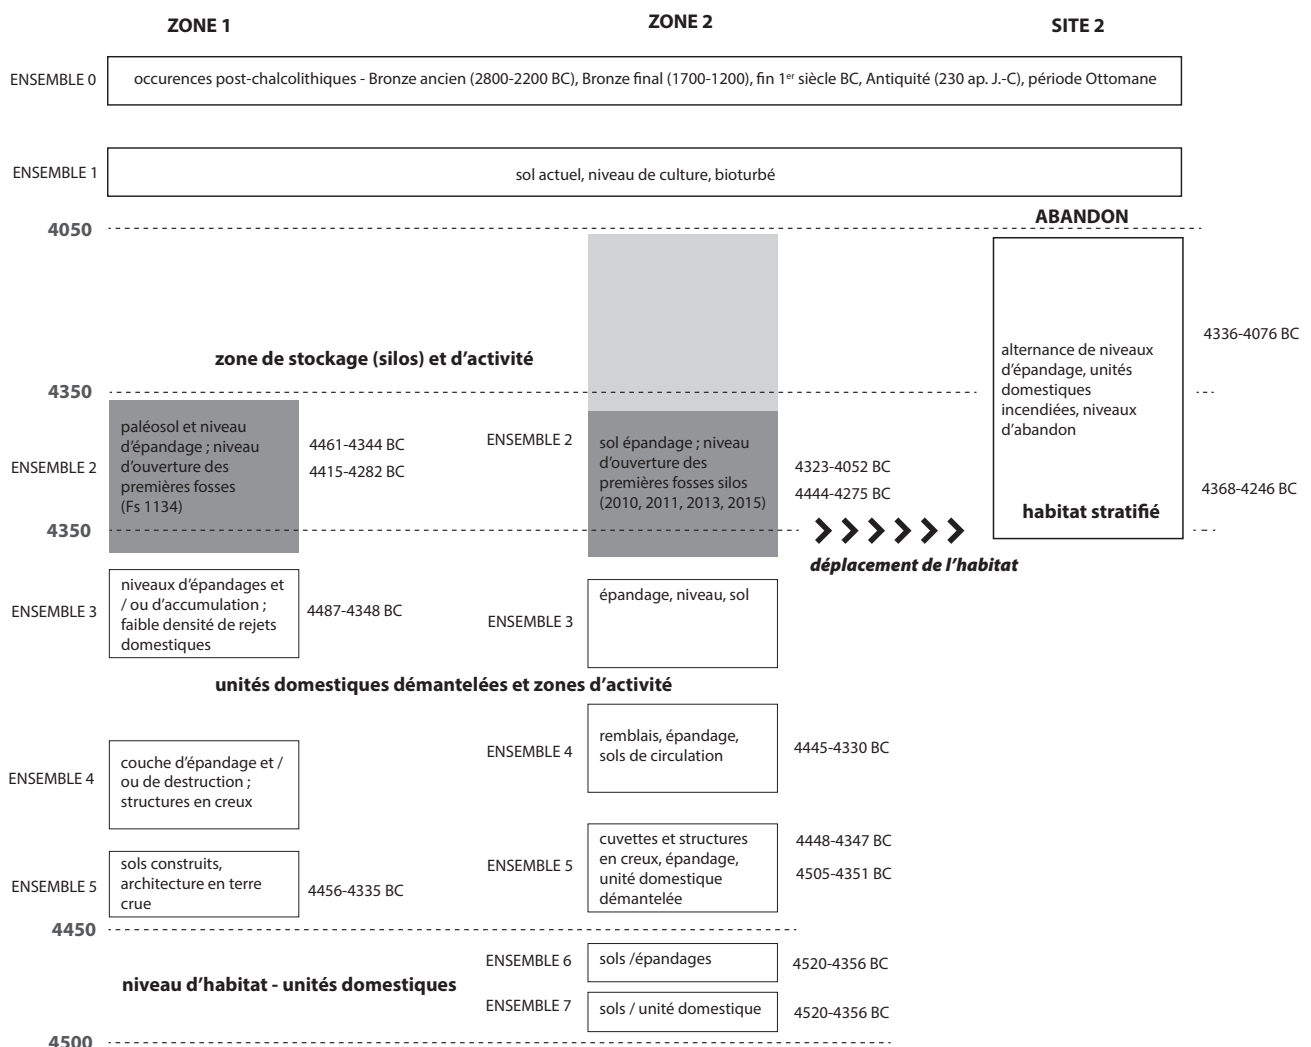 ZONE 1
ZONE 2
SITE 2
ENSEMBLE 0
occurences post-chalcolithiques - Bronze ancien (2800-2200 BC), Bronze final (1700-1200), fin 1er siècle BC, Antiquité (230 ap. J.-C), période Ottomane
ENSEMBLE 1
sol actuel, niveau de culture, bioturbé
ABANDON
4050
zone de stockage (silos) et d'activité
4350
alternance de niveaux
d'épandage, unités
domestiques
incendiées, niveaux
d'abandon
habitat stratifié
4336-4076 BC
4368-4246 BC
ENSEMBLE 2
paléosol et niveau
d'épandage ; niveau
d'ouverture des
premières fosses
(Fs 1134)
4461-4344 BC
4415-4282 BC
ENSEMBLE 2
sol épandage ; niveau
d'ouverture des
premières fosses silos
(2010, 2011, 2013, 2015)
4323-4052 BC
4444-4275 BC
4350
déplacement de l'habitat
ENSEMBLE 3
niveaux d'épandages et
/ ou d'accumulation ;
faible densité de rejets
domestiques
4487-4348 BC
ENSEMBLE 3
épandage, niveau, sol
unités domestiques démantelées et zones d'activité
ENSEMBLE 4
couche d'épandage et /
ou de destruction ;
structures en creux
ENSEMBLE 4
remblais, épandage,
sols de circulation
4445-4330 BC
ENSEMBLE 5
sols construits,
architecture en terre
crue
4456-4335 BC
ENSEMBLE 5
cuvettes et structures
en creux, épandage,
unité domestique
démantelée
4448-4347 BC
4505-4351 BC
4450
niveau d'habitat - unités domestiques
ENSEMBLE 6
sols /épandages
4520-4356 BC
ENSEMBLE 7
sols / unité domestique
4520-4356 BC
4500